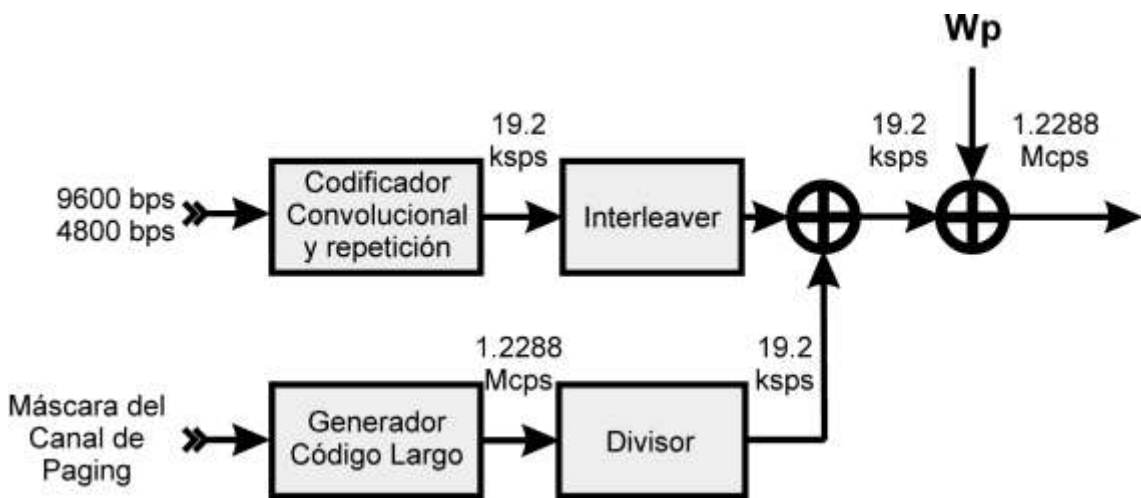 Wp
19.2
ksps
19.2
ksps
1.2288
Mcps
9600 bps
4800 bps
Codificador
Convolucional
y repetición
Interleaver
1.2288
Mcps
19.2
ksps
Máscara del
Canal de
Paging
Generador
Código Largo
Divisor